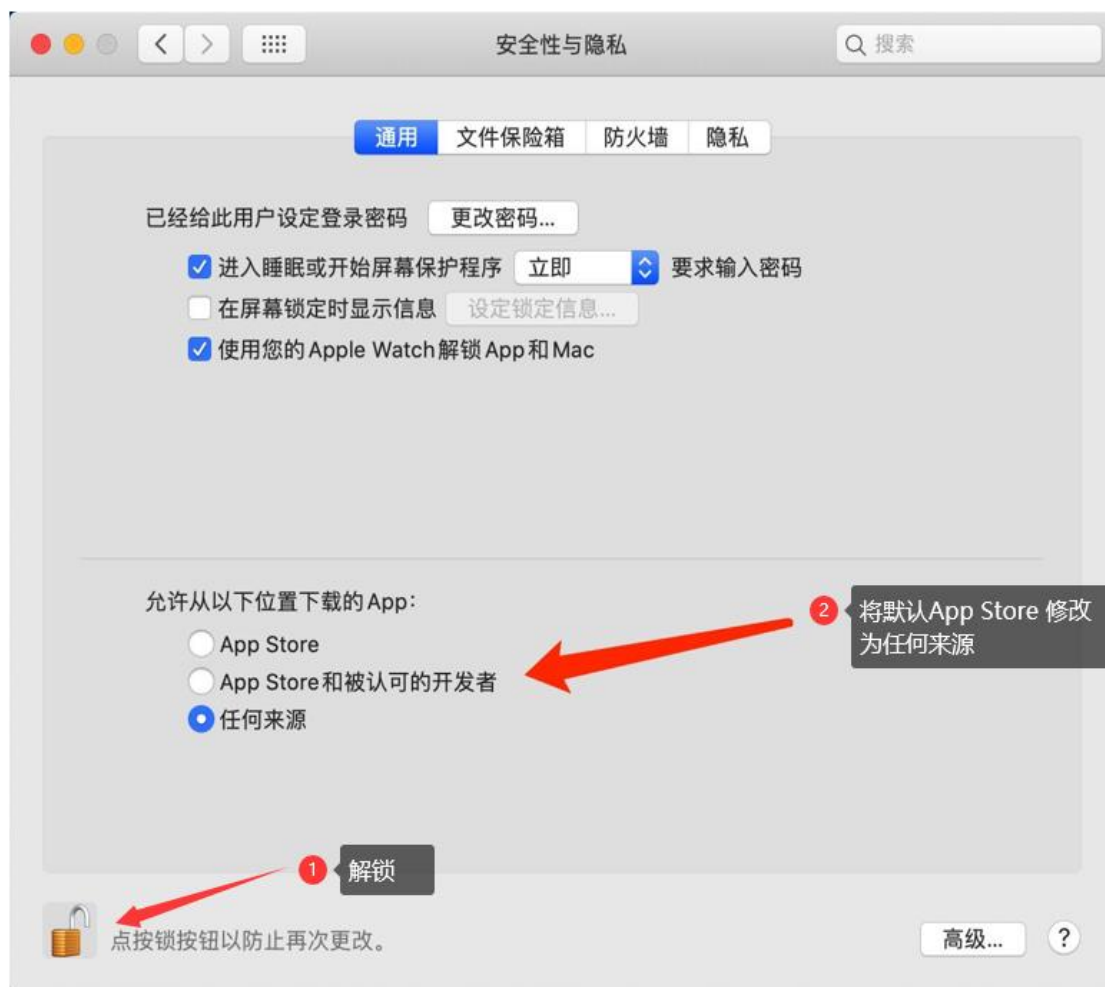 安全性与隐私
搜索
通用 文件保险箱 防火墙 隐私
已经给此用户设定登录密码 更改密码...
进入睡眠或开始屏幕保护程序 立即 要求输入密码
在屏幕锁定时显示信息 设定锁定信息...
使用您的Apple Watch解锁App和Mac
允许从以下位置下载的App：
App Store
App Store和被认可的开发者
任何来源
2 将默认App Store 修改
为任何来源
1 解锁
点按锁按钮以防止再次更改。
高级... ?